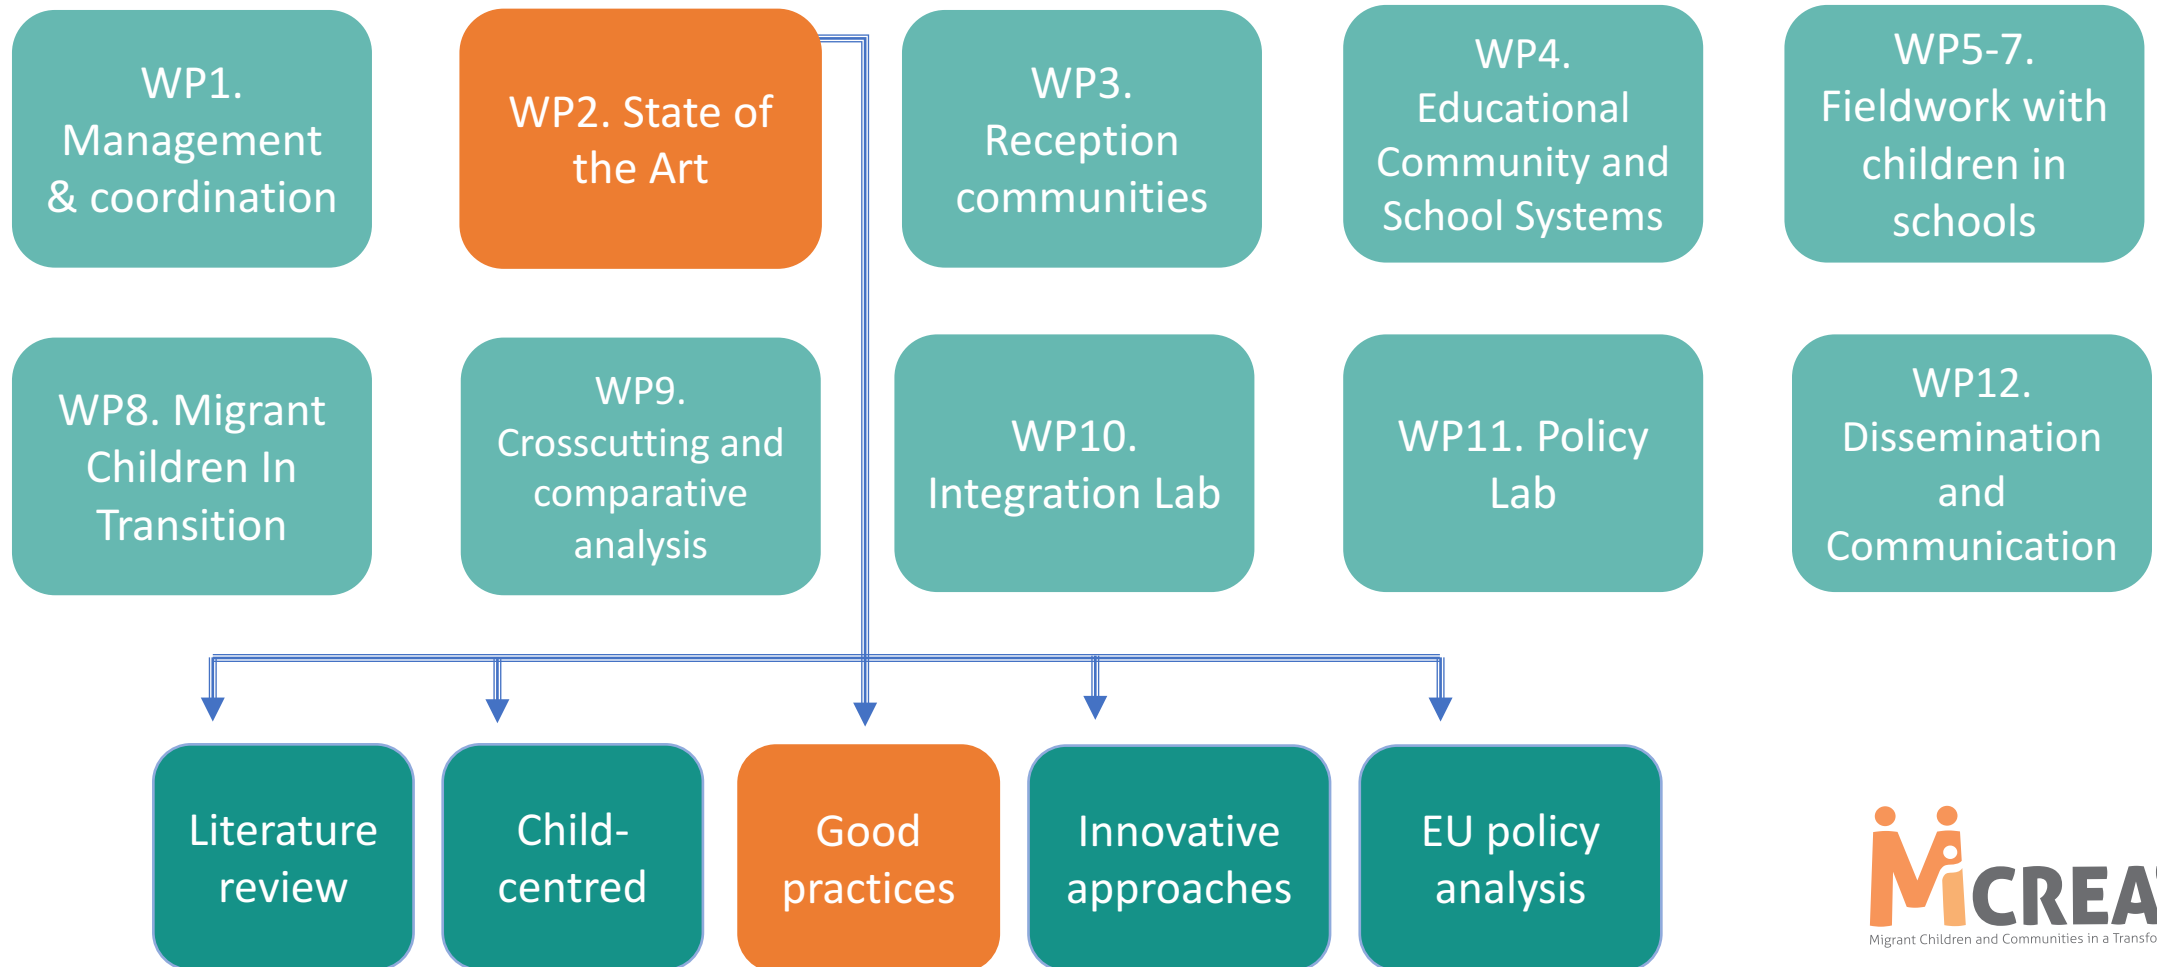 WP1.
Management
& coordination
WP2. State of
the Art
WP3.
Reception
communities
WP4.
Educational
Community and
School Systems
WP5-7.
Fieldwork with
children in
schools
WP8. Migrant
Children In
Transition
WP9.
Crosscutting and
comparative
analysis
WP10.
Integration Lab
WP11. Policy
Lab
WP12.
Dissemination
and
Communication
Literature
review
Child-
centred
Good
practices
Innovative
approaches
EU policy
analysis
MiCREA
Migrant Children and Communities in a